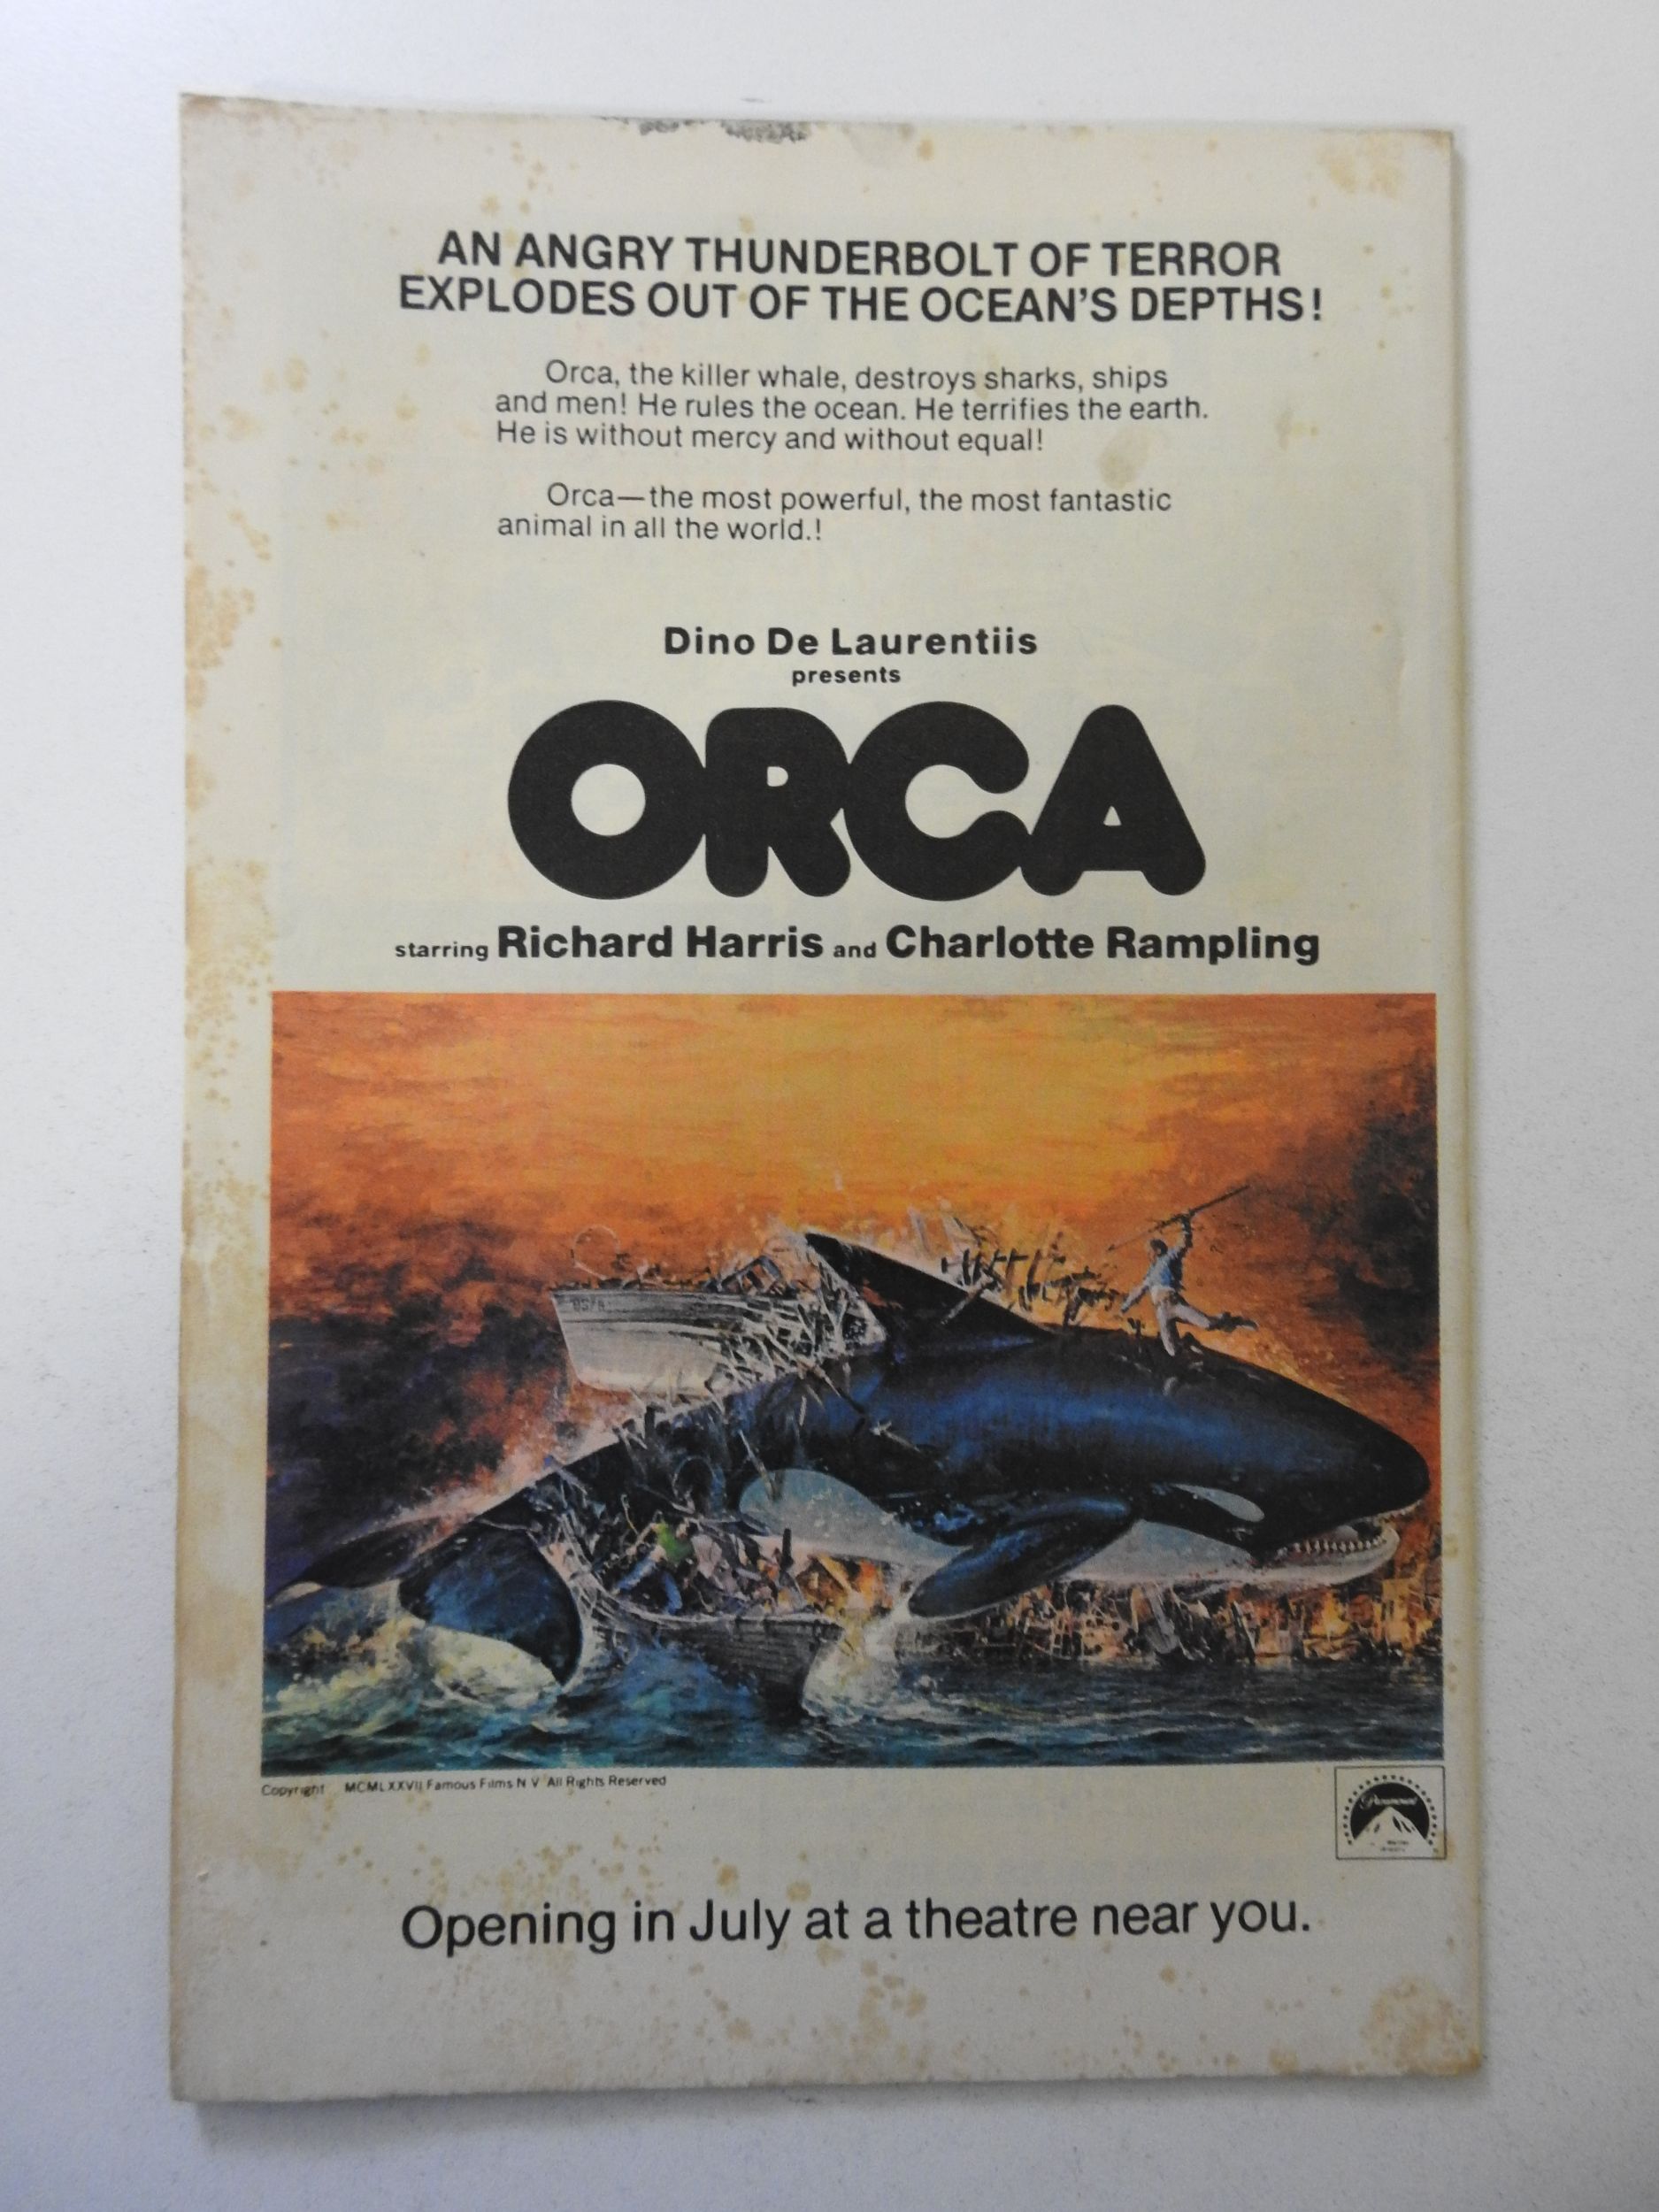 AN ANGRY THUNDERBOLT OF TERROR
EXPLODES OUT OF THE OCEAN'S DEPTHS!
Orca, the killer whale, destroys sharks, ships
and men! He rules the ocean. He terrifies the earth.
He is without mercy and without equal!
Orca—the most powerful, the most fantastic
animal in all the world.!
Dino De Laurentiis
presents
ORCA
starring Richard Harris and Charlotte Rampling
Copyright MCMLXXVII Famous Films N V All Rights Reserved
Paramount
Opening in July at a theatre near you.